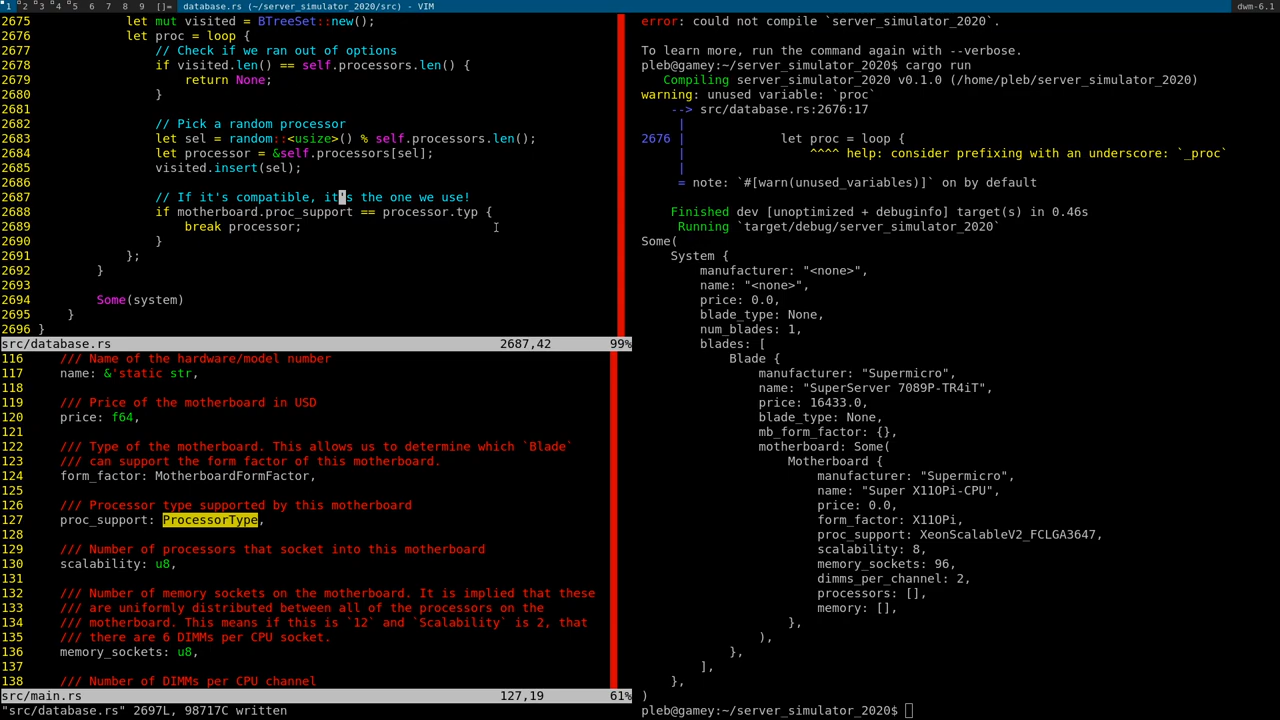 1 2 3 4 5 6 7 8 9 []= database.rs (~/server_simulator_2020/src) - VIM dwm-6.1
2675 let mut visited = BTreeSet::new();
2676 let proc = loop {
2677 // Check if we ran out of options
2678 if visited.len() == self.processors.len() {
2679 return None;
2680 }
2681
2682 // Pick a random processor
2683 let sel = random::<usize>() % self.processors.len();
2684 let processor = &self.processors[sel];
2685 visited.insert(sel);
2686
2687 // If it's compatible, it's the one we use!
2688 if motherboard.proc_support == processor.typ {
2689 break processor;
2690 }
2691 };
2692 }
2693
2694 Some(system)
2695 }
2696 }
src/database.rs 2687,42 99%
116 /// Name of the hardware/model number
117 name: &'static str,
118
119 /// Price of the motherboard in USD
120 price: f64,
121
122 /// Type of the motherboard. This allows us to determine which `Blade`
123 /// can support the form factor of this motherboard.
124 form_factor: MotherboardFormFactor,
125
126 /// Processor type supported by this motherboard
127 proc_support: ProcessorType,
128
129 /// Number of processors that socket into this motherboard
130 scalability: u8,
131
132 /// Number of memory sockets on the motherboard. It is implied that these
133 /// are uniformly distributed between all of the processors on the
134 /// motherboard. This means if this is `12` and `Scalability` is 2, that
135 /// there are 6 DIMMs per CPU socket.
136 memory_sockets: u8,
137
138 /// Number of DIMMs per CPU channel
src/main.rs 127,19 61%
"src/database.rs" 2697L, 98717C written
error: could not compile `server_simulator_2020`.
To learn more, run the command again with --verbose.
pleb@gamey:~/server_simulator_2020$ cargo run
Compiling server_simulator_2020 v0.1.0 (/home/pleb/server_simulator_2020)
warning: unused variable: `proc`
--> src/database.rs:2676:17
|
2676 | let proc = loop {
| ^^^^ help: consider prefixing with an underscore: `_proc`
|
= note: `#[warn(unused_variables)]` on by default
Finished dev [unoptimized + debuginfo] target(s) in 0.46s
Running `target/debug/server_simulator_2020`
Some(
System {
manufacturer: "<none>",
name: "<none>",
price: 0.0,
blade_type: None,
num_blades: 1,
blades: [
Blade {
manufacturer: "Supermicro",
name: "SuperServer 7089P-TR4iT",
price: 16433.0,
blade_type: None,
mb_form_factor: {},
motherboard: Some(
Motherboard {
manufacturer: "Supermicro",
name: "Super X11OPi-CPU",
price: 0.0,
form_factor: X11OPi,
proc_support: XeonScalableV2_FCLGA3647,
scalability: 8,
memory_sockets: 96,
dimms_per_channel: 2,
processors: [],
memory: [],
},
),
},
],
},
)
pleb@gamey:~/server_simulator_2020$